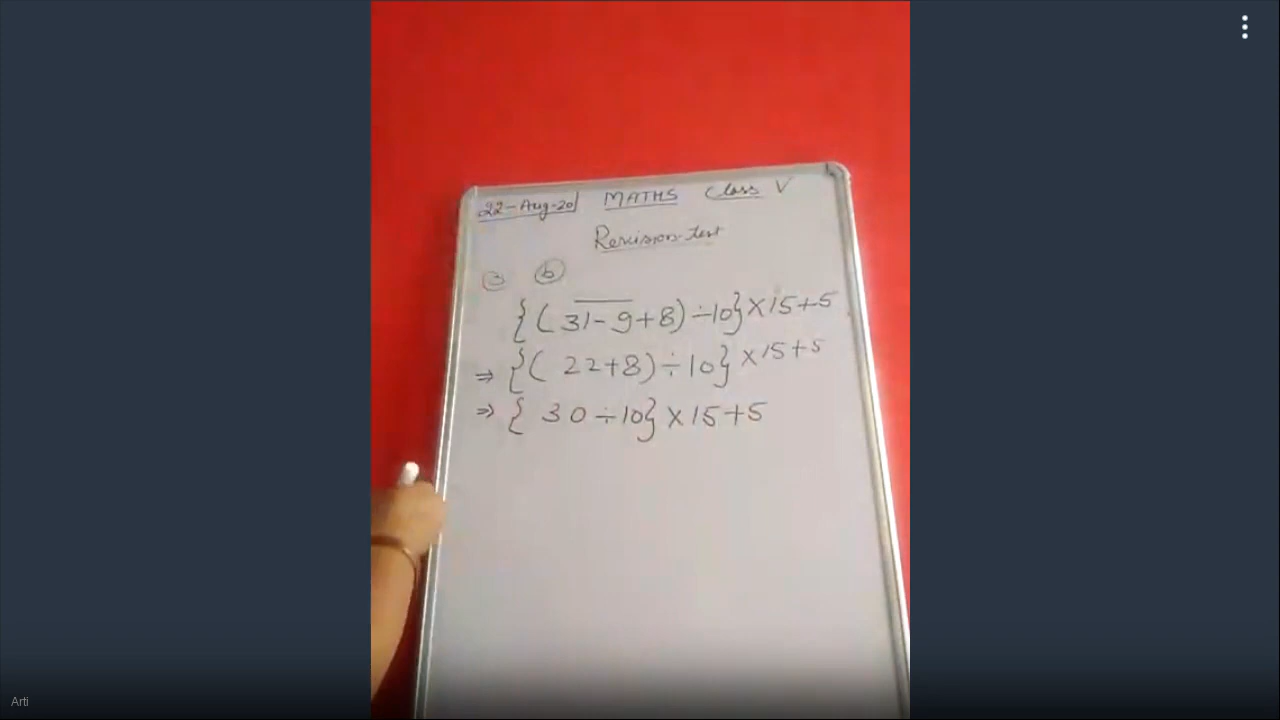 22-Aug-20 MATHS Class V
Revision-test
3 b
{( 31-9+8) ÷10}×15+5
⇒ {( 22+8) ÷10}×15+5
⇒ { 30÷10}×15+5
Arti